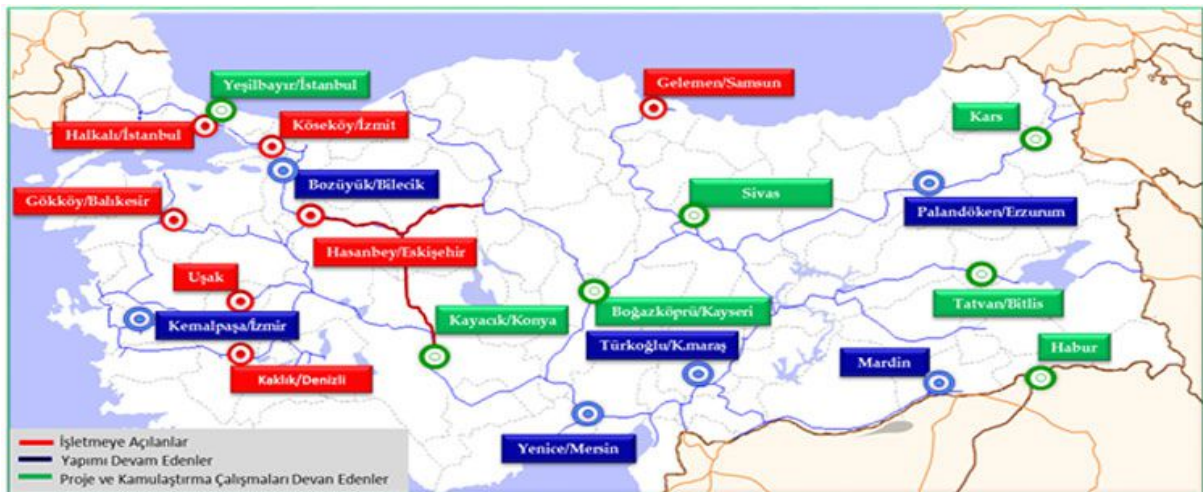 Yeşilbayır/İstanbul
Gelemen/Samsun
Halkalı/İstanbul
Köseköy/İzmit
Kars
Bozüyük/Bilecik
Gökköy/Balıkesir
Sivas
Palandöken/Erzurum
Hasanbey/Eskişehir
Uşak
Kemalpaşa/İzmir
Kayacık/Konya
Boğazköprü/Kayseri
Tatvan/Bitlis
Türkoğlu/K.maraş
Habur
Mardin
Kaklık/Denizli
Yenice/Mersin
İşletmeye Açılanlar
Yapımı Devam Edenler
Proje ve Kamulaştırma Çalışmaları Devan Edenler